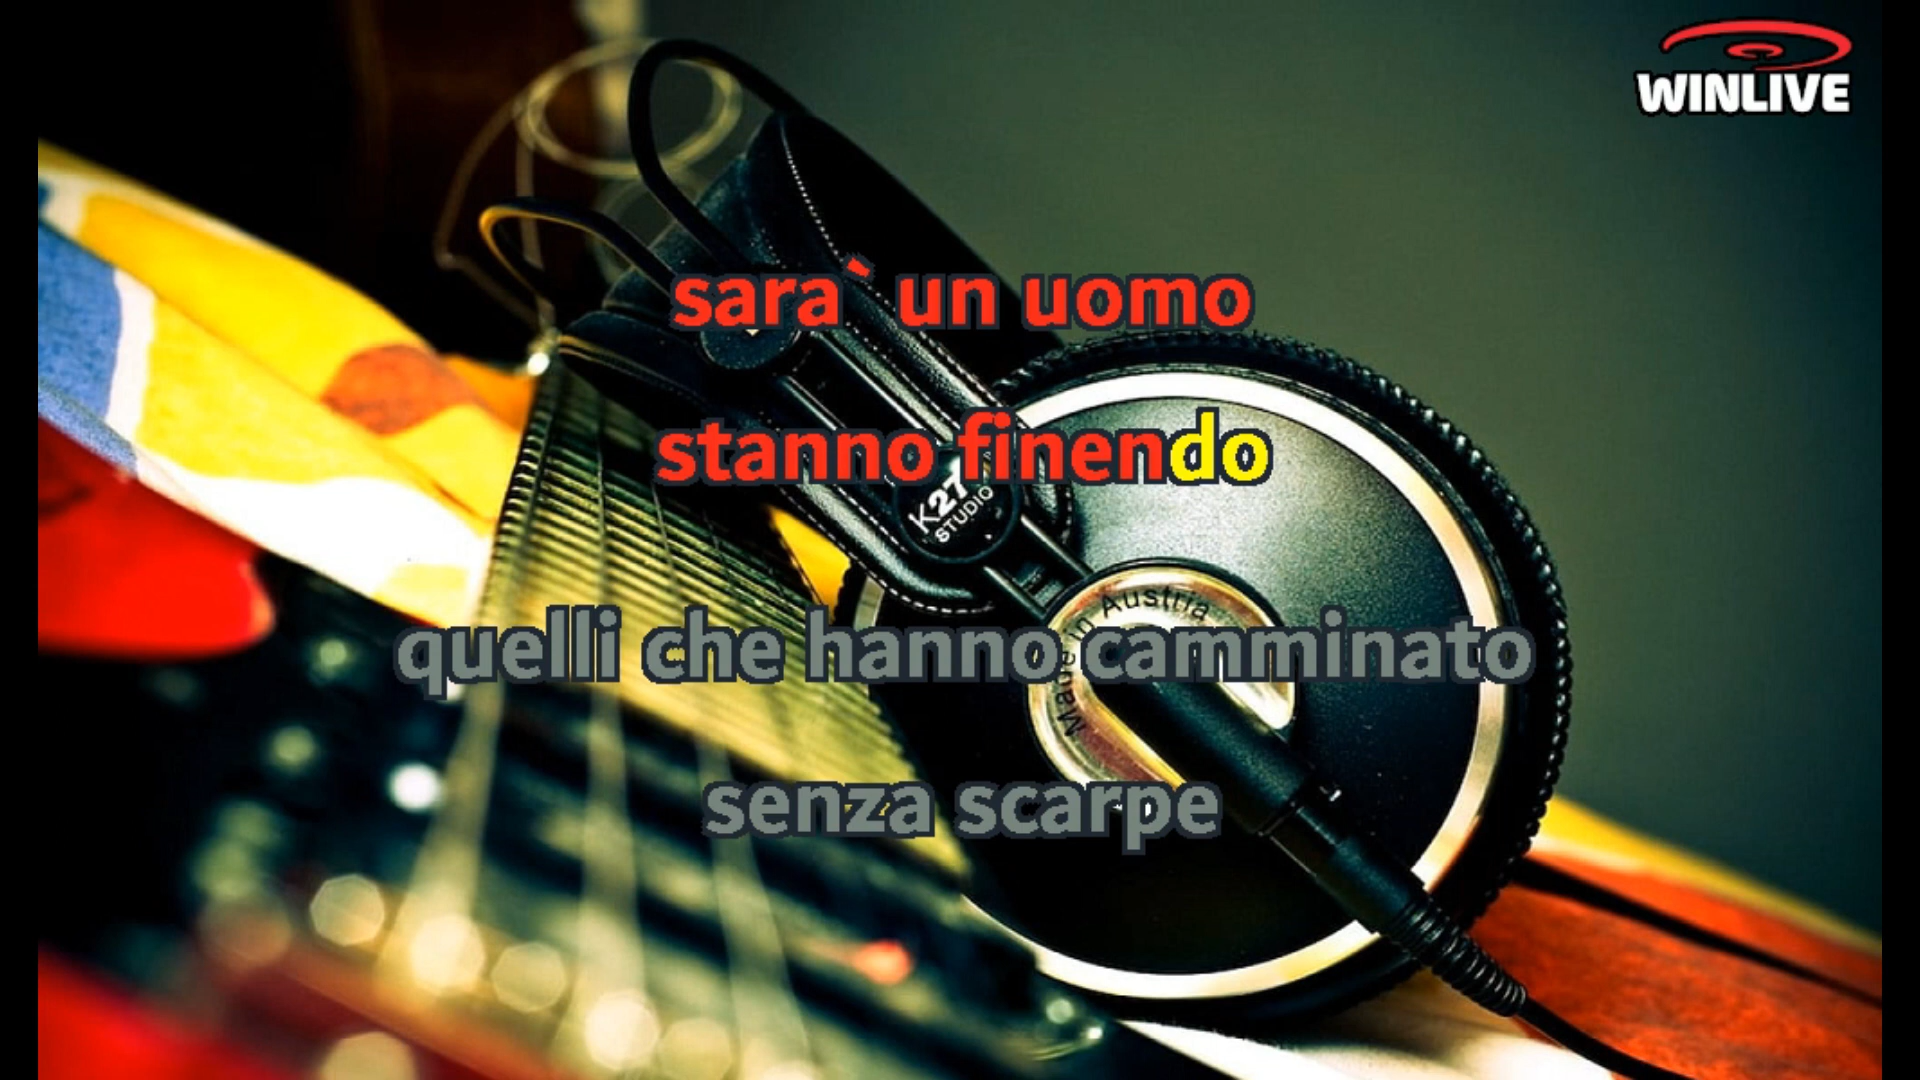 WINLIVE
sara` un uomo
stanno finendo
K27
STUDIO
Made in Austria
quelli che hanno camminato
senza scarpe